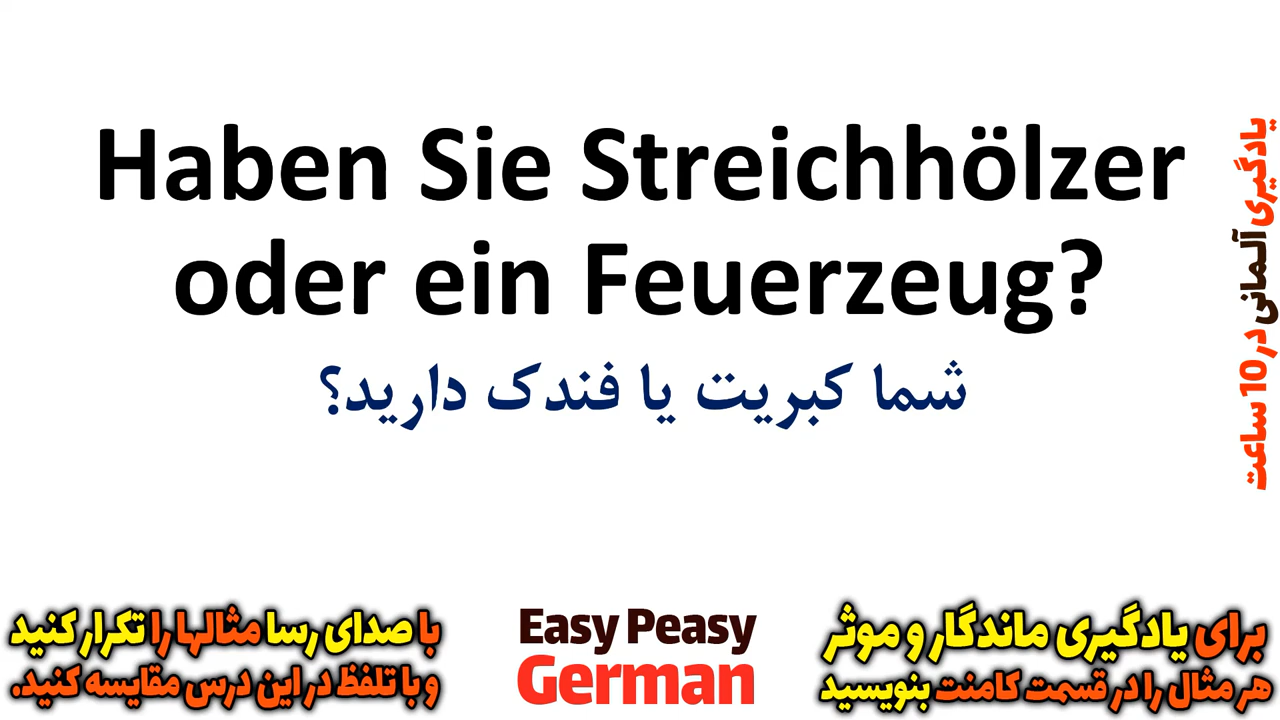 Haben Sie Streichhölzer
oder ein Feuerzeug?
شما کبریت یا فندک دارید؟
یادگیری آلمانی در 10 ساعت
با صدای رسا مثالها را تکرار کنید
و با تلفظ در این درس مقایسه کنید.
Easy Peasy
German
برای یادگیری ماندگار و موثر
هر مثال را در قسمت کامنت بنویسید